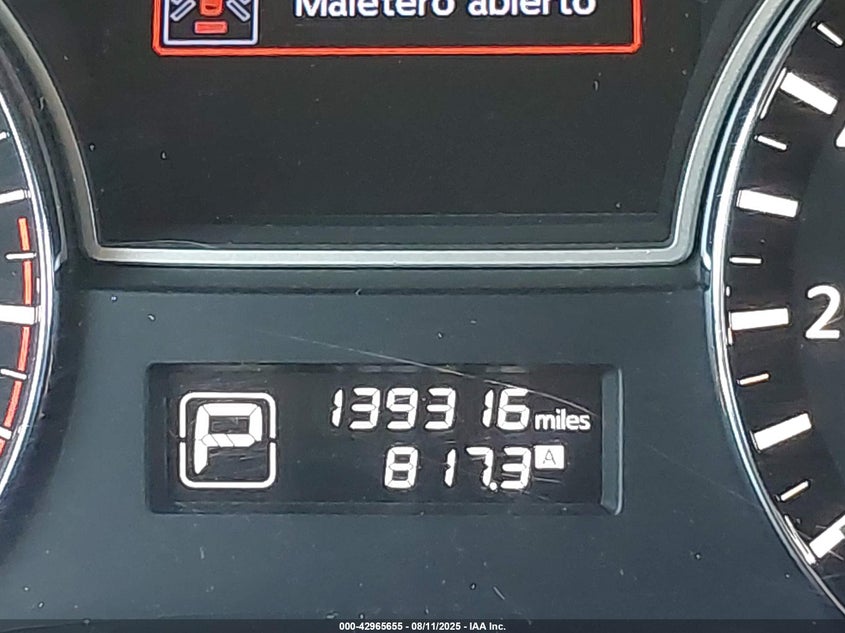 Maletero abierto
139316 miles
P
817.3 A
2
000-42965655 - 08/11/2025 - IAA Inc.